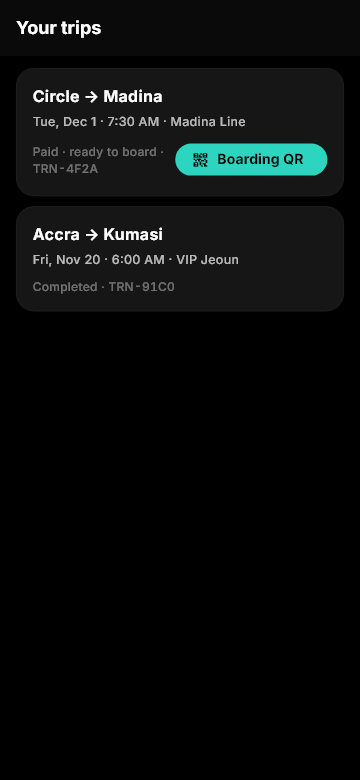 Your trips
Circle → Madina
Tue, Dec 1 · 7:30 AM · Madina Line
Paid · ready to board ·
TRN-4F2A
Boarding QR
Accra → Kumasi
Fri, Nov 20 · 6:00 AM · VIP Jeoun
Completed · TRN-91C0